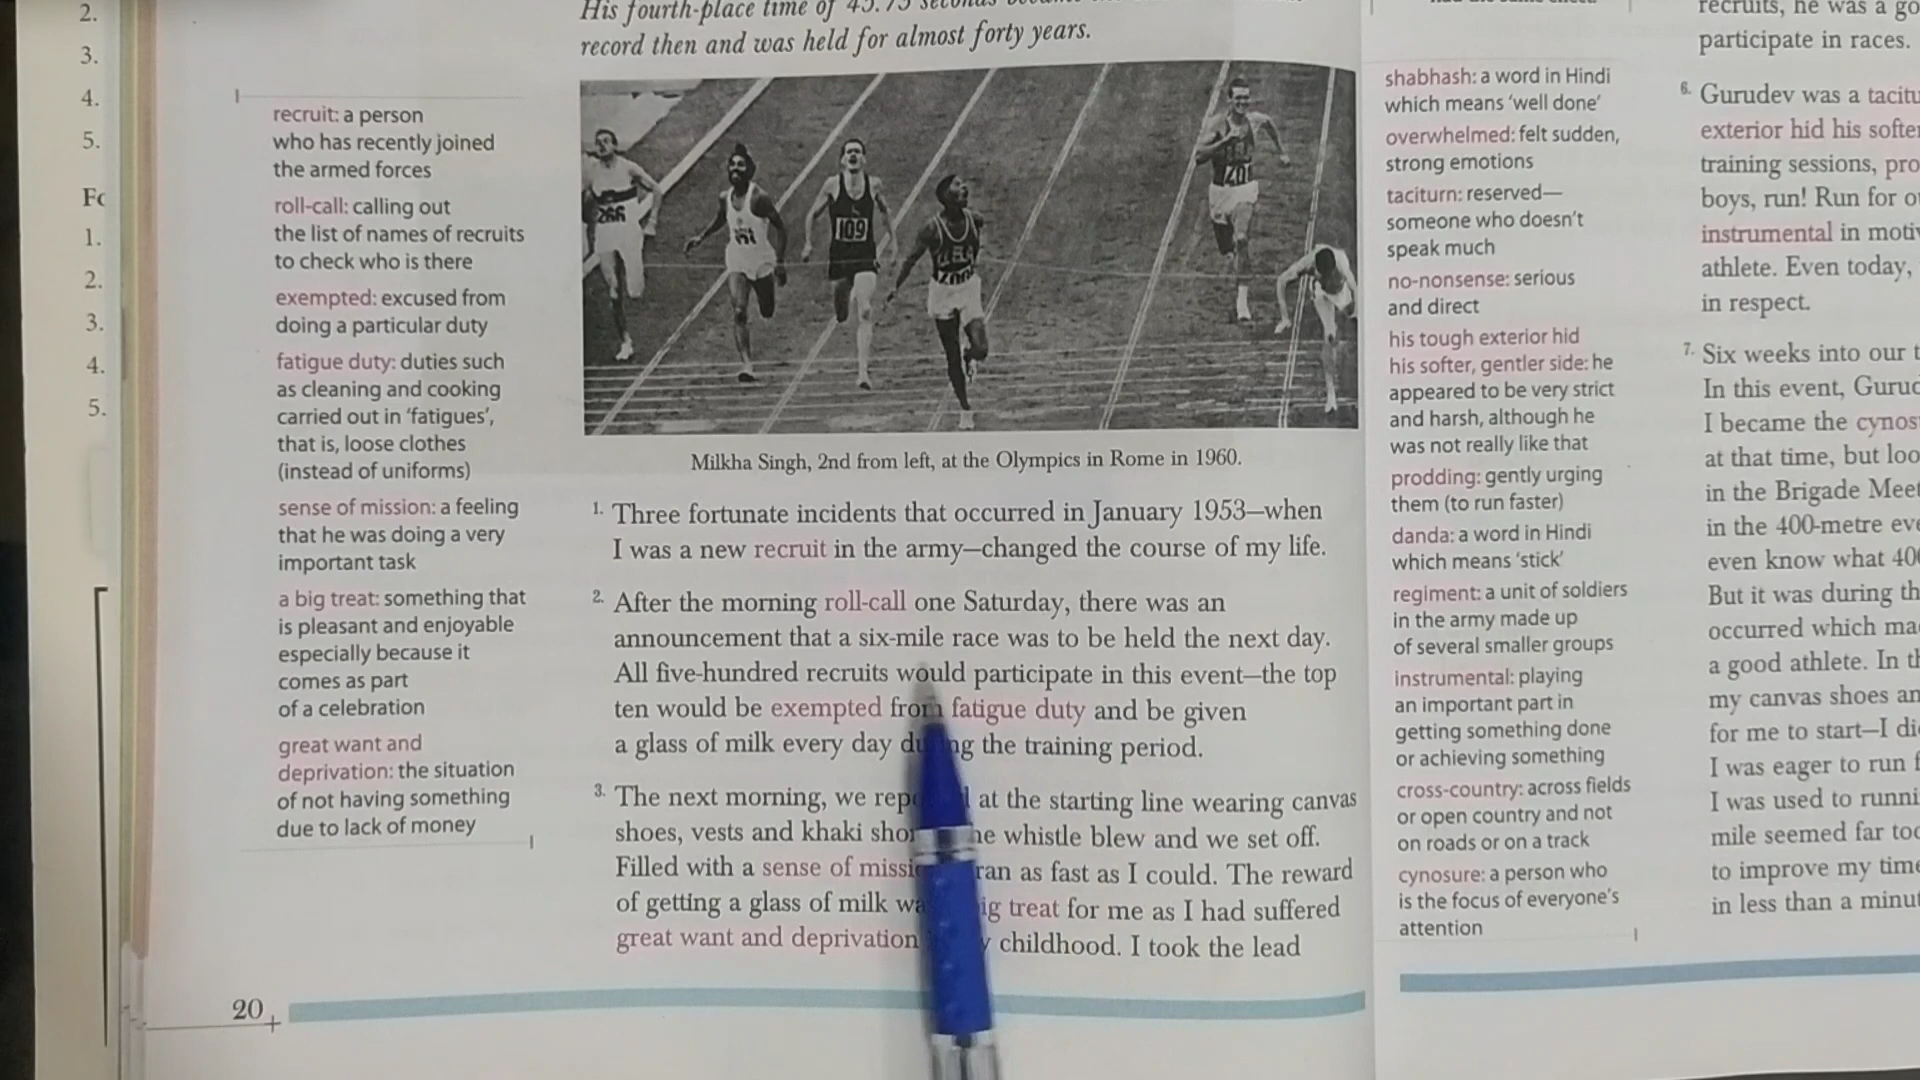 2.
3.
4.
5.
1.
2.
3.
4.
5.
His fourth-place time of 45.73 seconds
record then and was held for almost forty years.
recruit: a person
who has recently joined
the armed forces
roll-call: calling out
the list of names of recruits
to check who is there
exempted: excused from
doing a particular duty
fatigue duty: duties such
as cleaning and cooking
carried out in ‘fatigues’,
that is, loose clothes
(instead of uniforms)
sense of mission: a feeling
that he was doing a very
important task
a big treat: something that
is pleasant and enjoyable
especially because it
comes as part
of a celebration
great want and
deprivation: the situation
of not having something
due to lack of money
266
109
Milkha Singh, 2nd from left, at the Olympics in Rome in 1960.
1. Three fortunate incidents that occurred in January 1953—when
I was a new recruit in the army—changed the course of my life.
2. After the morning roll-call one Saturday, there was an
announcement that a six-mile race was to be held the next day.
All five-hundred recruits would participate in this event—the top
ten would be exempted from fatigue duty and be given
a glass of milk every day during the training period.
3. The next morning, we rep at the starting line wearing canvas
shoes, vests and khaki sho whistle blew and we set off.
Filled with a sense of missi ran as fast as I could. The reward
of getting a glass of milk wa ig treat for me as I had suffered
great want and deprivation childhood. I took the lead
20
shabhash: a word in Hindi
which means ‘well done’
overwhelmed: felt sudden,
strong emotions
taciturn: reserved—
someone who doesn’t
speak much
no-nonsense: serious
and direct
his tough exterior hid
his softer, gentler side: he
appeared to be very strict
and harsh, although he
was not really like that
prodding: gently urging
them (to run faster)
danda: a word in Hindi
which means ‘stick’
regiment: a unit of soldiers
in the army made up
of several smaller groups
instrumental: playing
an important part in
getting something done
or achieving something
cross-country: across fields
or open country and not
on roads or on a track
cynosure: a person who
is the focus of everyone’s
attention
recruits, he was a go
participate in races.
6. Gurudev was a tacitu
exterior hid his softer
training sessions, pro
boys, run! Run for o
instrumental in moti
athlete. Even today,
in respect.
7. Six weeks into our t
In this event, Guru
I became the cynos
at that time, but loo
in the Brigade Meet
in the 400-metre eve
even know what 40
But it was during th
occurred which ma
a good athlete. In th
my canvas shoes an
for me to start—I di
I was eager to run f
I was used to runni
mile seemed far too
to improve my time
in less than a minut